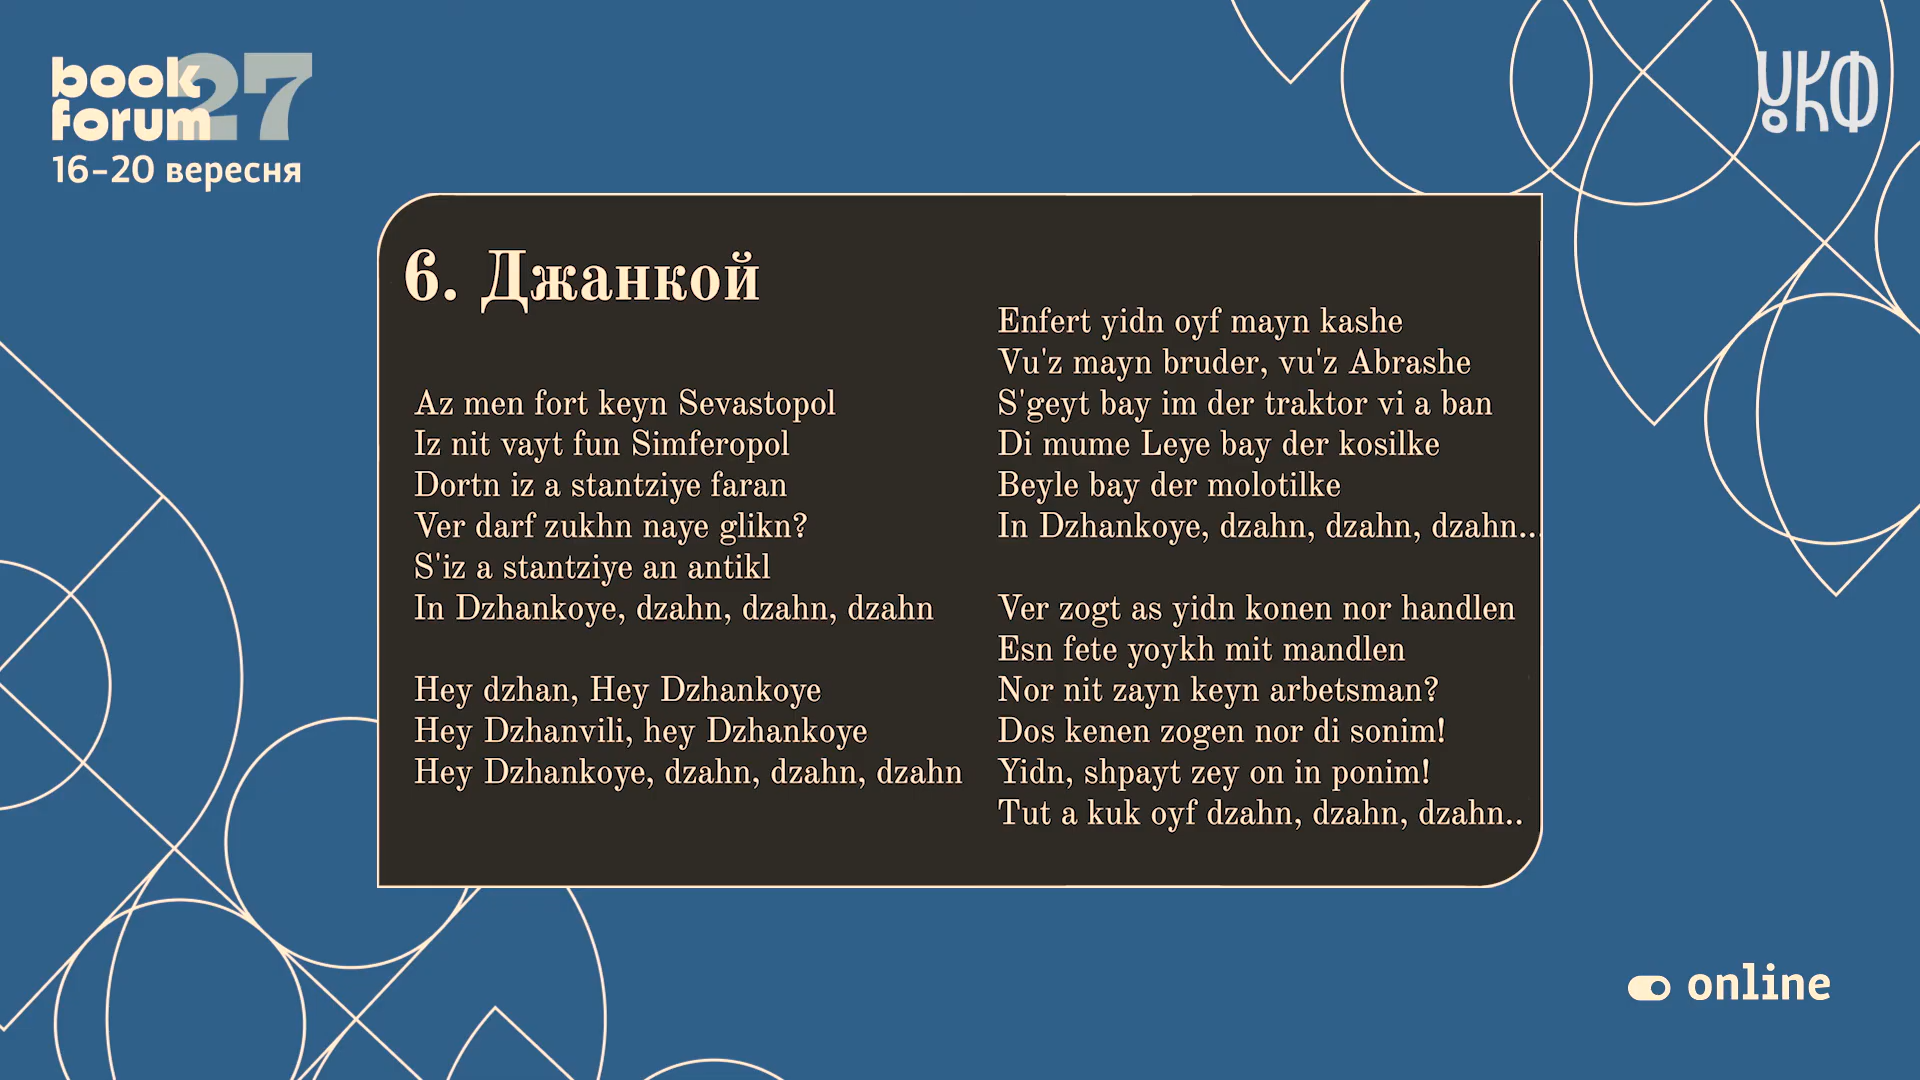 book
forum 27
16-20 вересня
УКФ
6. Джанкой
Az men fort keyn Sevastopol
Iz nit vayt fun Simferopol
Dortn iz a stantziye faran
Ver darf zukhn naye glikn?
S'iz a stantziye an antikl
In Dzhankoye, dzahn, dzahn, dzahn
Hey dzhan, Hey Dzhankoye
Hey Dzhanvili, hey Dzhankoye
Hey Dzhankoye, dzahn, dzahn, dzahn
Enfert yidn oyf mayn kashe
Vu'z mayn bruder, vu'z Abrashe
S'geyt bay im der traktor vi a ban
Di mume Leye bay der kosilke
Beyle bay der molotilke
In Dzhankoye, dzahn, dzahn, dzahn...
Ver zogt as yidn konen nor handlen
Esn fete yoykh mit mandlen
Nor nit zayn keyn arbetsman?
Dos kenen zogen nor di sonim!
Yidn, shpayt zey on in ponim!
Tut a kuk oyf dzahn, dzahn, dzahn..
online